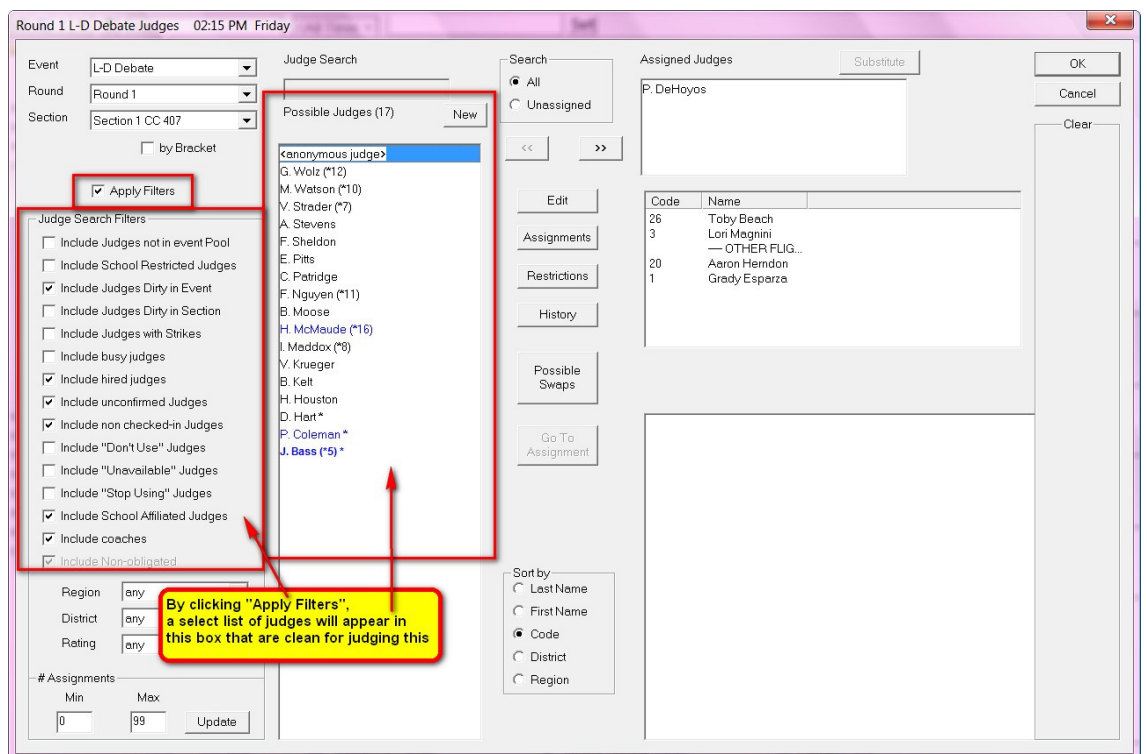 Round 1 L-D Debate Judges 02:15 PM Friday
Event L-D Debate
Round Round 1
Section Section 1 CC 407
by Bracket
Apply Filters
Judge Search Filters
Include Judges not in event Pool
Include School Restricted Judges
Include Judges Dirty in Event
Include Judges Dirty in Section
Include Judges with Strikes
Include busy judges
Include hired judges
Include unconfirmed Judges
Include non checked-in Judges
Include "Don't Use" Judges
Include "Unavailable" Judges
Include "Stop Using" Judges
Include School Affiliated Judges
Include coaches
Include Non-obligated
Region any
District any
Rating any
# Assignments
Min Max
0 99 Update
Judge Search
Possible Judges (17) New
<anonymous judge>
G. Wolz (*12)
M. Watson (*10)
V. Strader (*7)
A. Stevens
F. Sheldon
E. Pitts
C. Patridge
F. Nguyen (*11)
B. Moose
H. McMaude (*16)
I. Maddox (*8)
V. Krueger
B. Kelt
H. Houston
D. Hart *
P. Coleman *
J. Bass (*5) *
By clicking "Apply Filters",
a select list of judges will appear in
this box that are clean for judging this
Search
All
Unassigned
<< >>
Edit
Assignments
Restrictions
History
Possible
Swaps
Go To
Assignment
Sort by
Last Name
First Name
Code
District
Region
Assigned Judges Substitute
P. DeHoyos
Code Name
26 Toby Beach
3 Lori Magnini
— OTHER FLIG...
20 Aaron Herndon
1 Grady Esparza
OK
Cancel
Clear